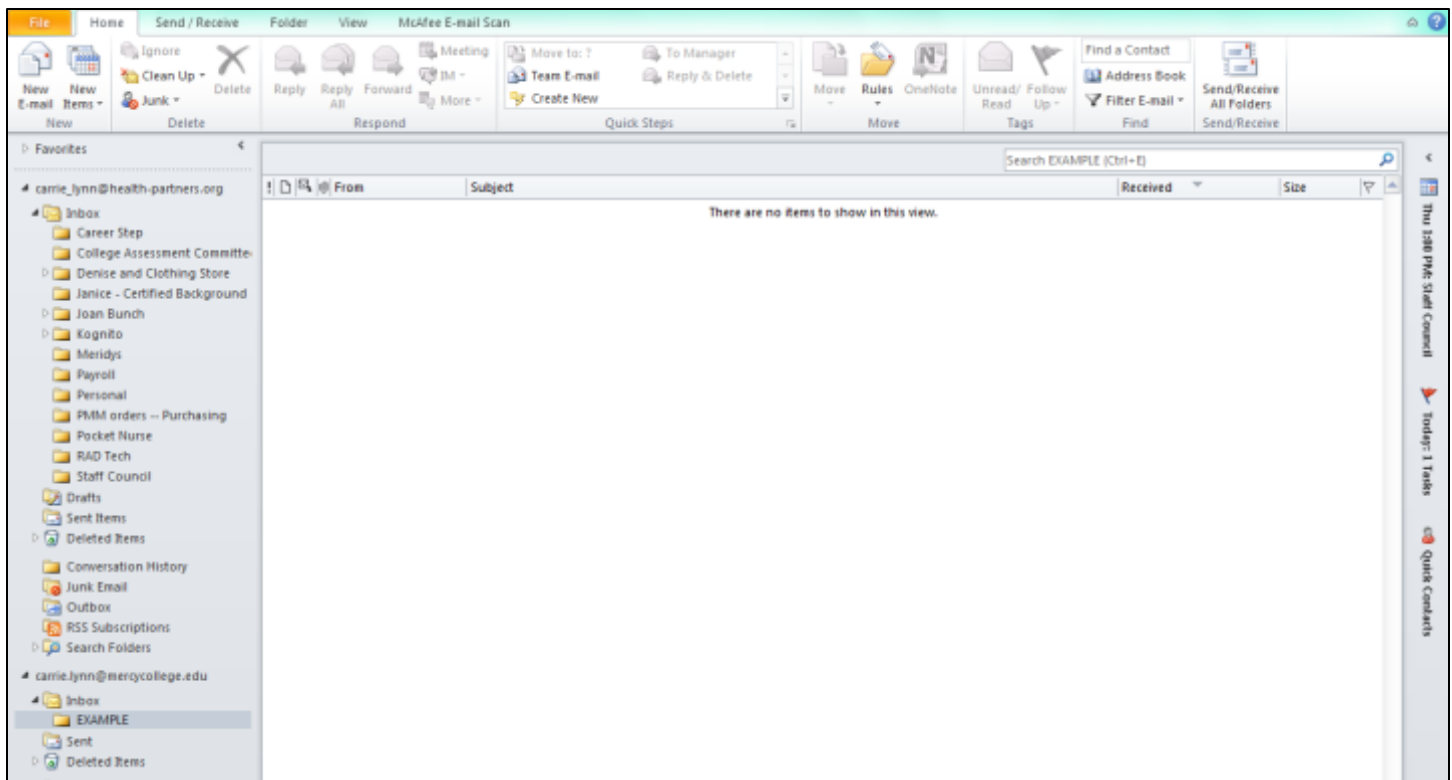 File Home Send / Receive Folder View McAfee E-mail Scan
New E-mail
New Items
Ignore
Clean Up
Junk
Delete
Reply
Reply All
Forward
Meeting
IM
More
Move to: ?
Team E-mail
Create New
To Manager
Reply & Delete
Move
Rules
OneNote
Unread/ Read
Follow Up
Find a Contact
Address Book
Filter E-mail
Send/Receive All Folders
New Delete Respond Quick Steps Move Tags Find Send/Receive
Favorites
carrie_lynn@health-partners.org
Inbox
Career Step
College Assessment Committe
Denise and Clothing Store
Janice - Certified Background
Joan Bunch
Kognito
Meridys
Payroll
Personal
PMM orders -- Purchasing
Pocket Nurse
RAD Tech
Staff Council
Drafts
Sent Items
Deleted Items
Conversation History
Junk Email
Outbox
RSS Subscriptions
Search Folders
carrie.lynn@mercycollege.edu
Inbox
EXAMPLE
Sent
Deleted Items
Search EXAMPLE (Ctrl+E)
From Subject Received Size
There are no items to show in this view.
Thu 1:00 PM: Staff Council
Today: 1 Tasks
Quick Contacts